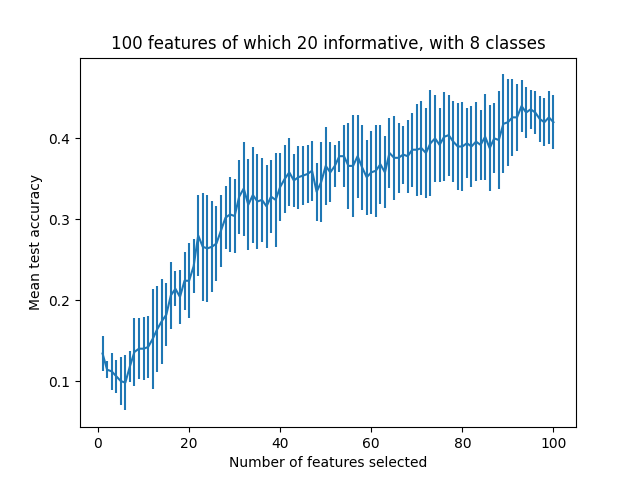 100 features of which 20 informative, with 8 classes
0.4
0.3
0.2
0.1
Mean test accuracy
0 20 40 60 80 100
Number of features selected